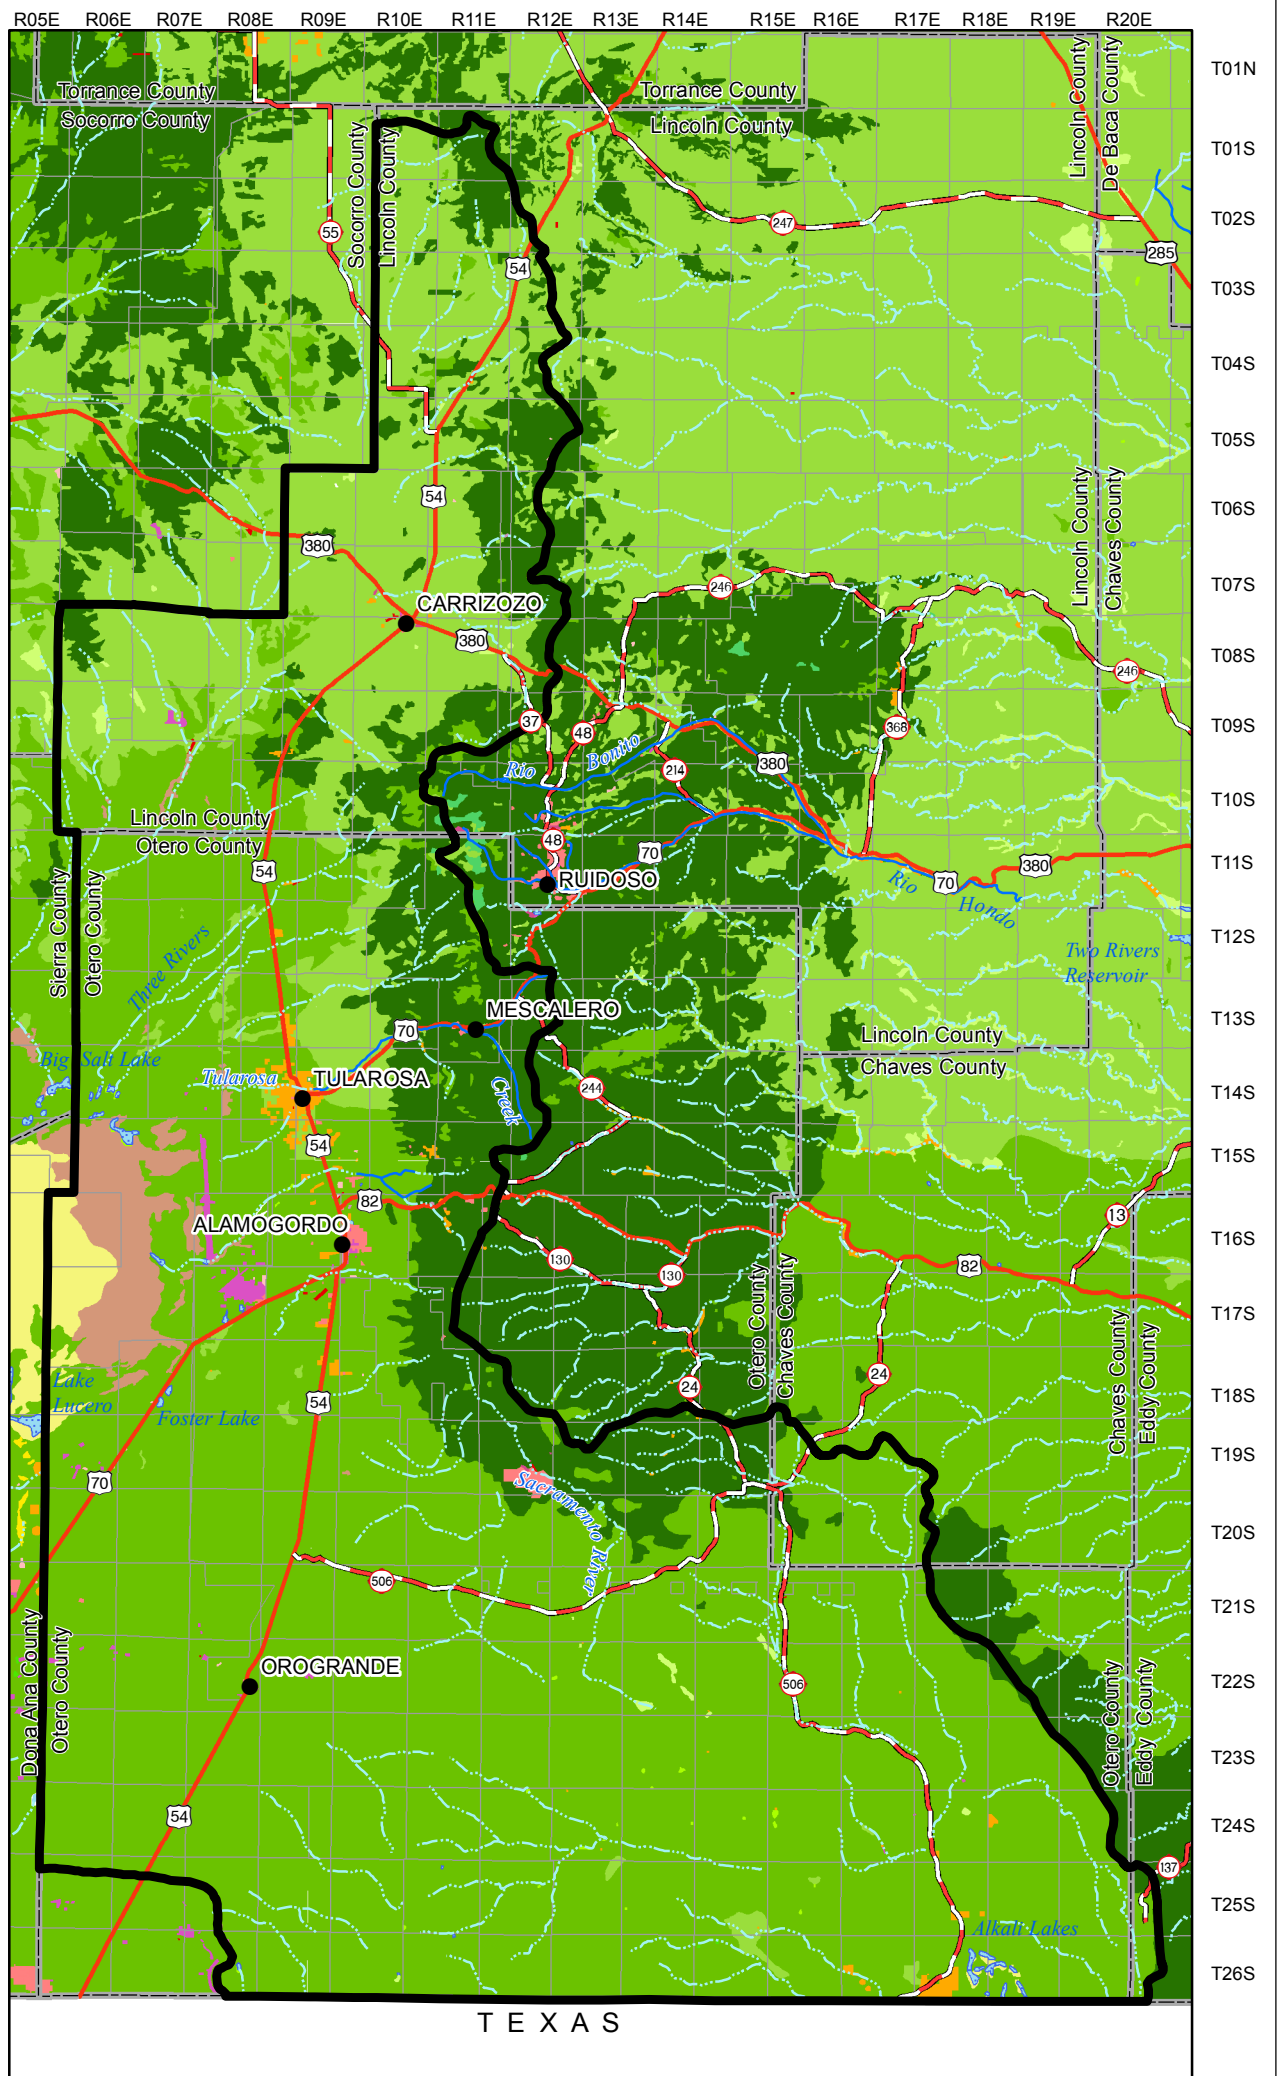 R05E R06E R07E R08E R09E R10E R11E R12E R13E R14E R15E R16E R17E R18E R19E R20E
T01N
Torrance County
Socorro County
Torrance County
Lincoln County
Lincoln County
De Baca County
Socorro County
Lincoln County
T01S
T02S
55
247
285
54
T03S
T04S
T05S
54
Lincoln County
Chaves County
T06S
380
246
T07S
CARRIZOZO
380
T08S
246
37
48
368
T09S
Rio Bonito
214
380
T10S
Lincoln County
Otero County
48
70
54
380
T11S
RUIDOSO
70
Rio Hondo
Sierra County
Otero County
Three Rivers
T12S
Two Rivers
Reservoir
MESCALERO
70
T13S
Lincoln County
Chaves County
Big Salt Lake
Tularosa
TULAROSA
Creek
244
T14S
54
T15S
82
13
ALAMOGORDO
T16S
130
130
82
Otero County
Chaves County
T17S
Chaves County
Eddy County
Lake
Lucero
24
24
T18S
54
Foster Lake
T19S
70
Sacramento River
T20S
506
T21S
Dona Ana County
Otero County
OROGRANDE
506
Otero County
Eddy County
T22S
T23S
54
T24S
137
T25S
Alkali Lakes
T26S
TEXAS